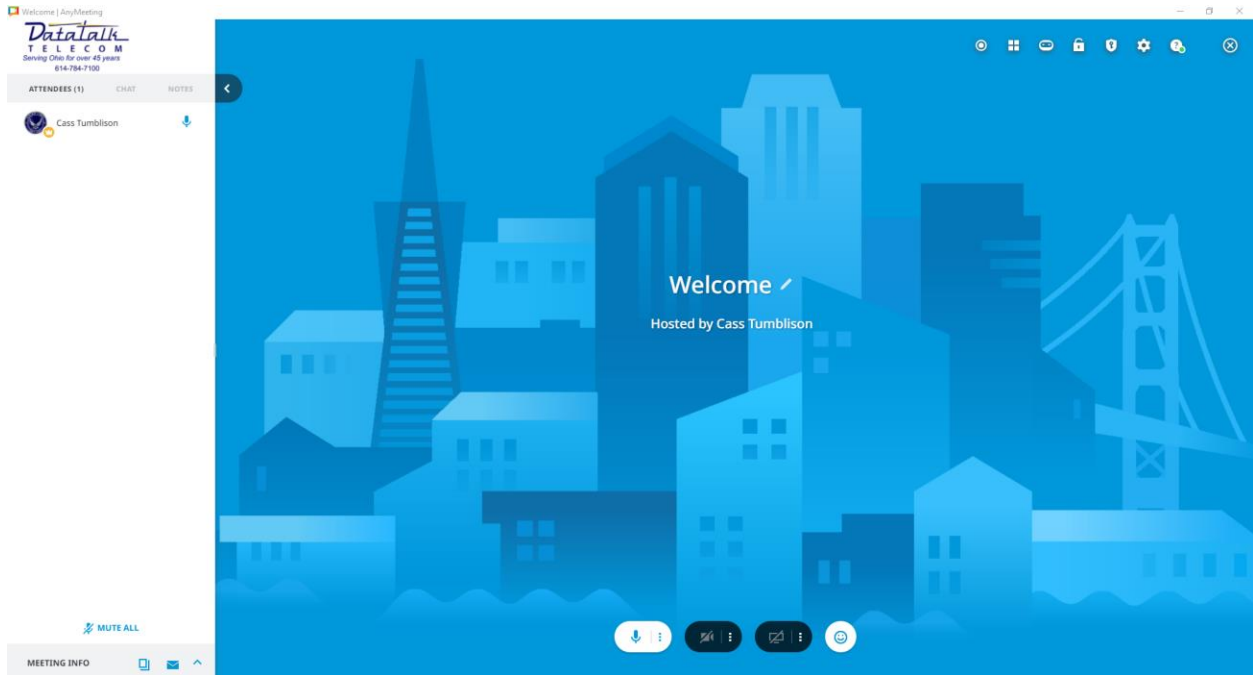 Welcome | AnyMeeting
Datatalk
TELECOM
Serving Ohio for over 45 years
614-784-7100
ATTENDEES (1) CHAT NOTES
Cass Tumblison
Welcome
Hosted by Cass Tumblison
MUTE ALL
MEETING INFO